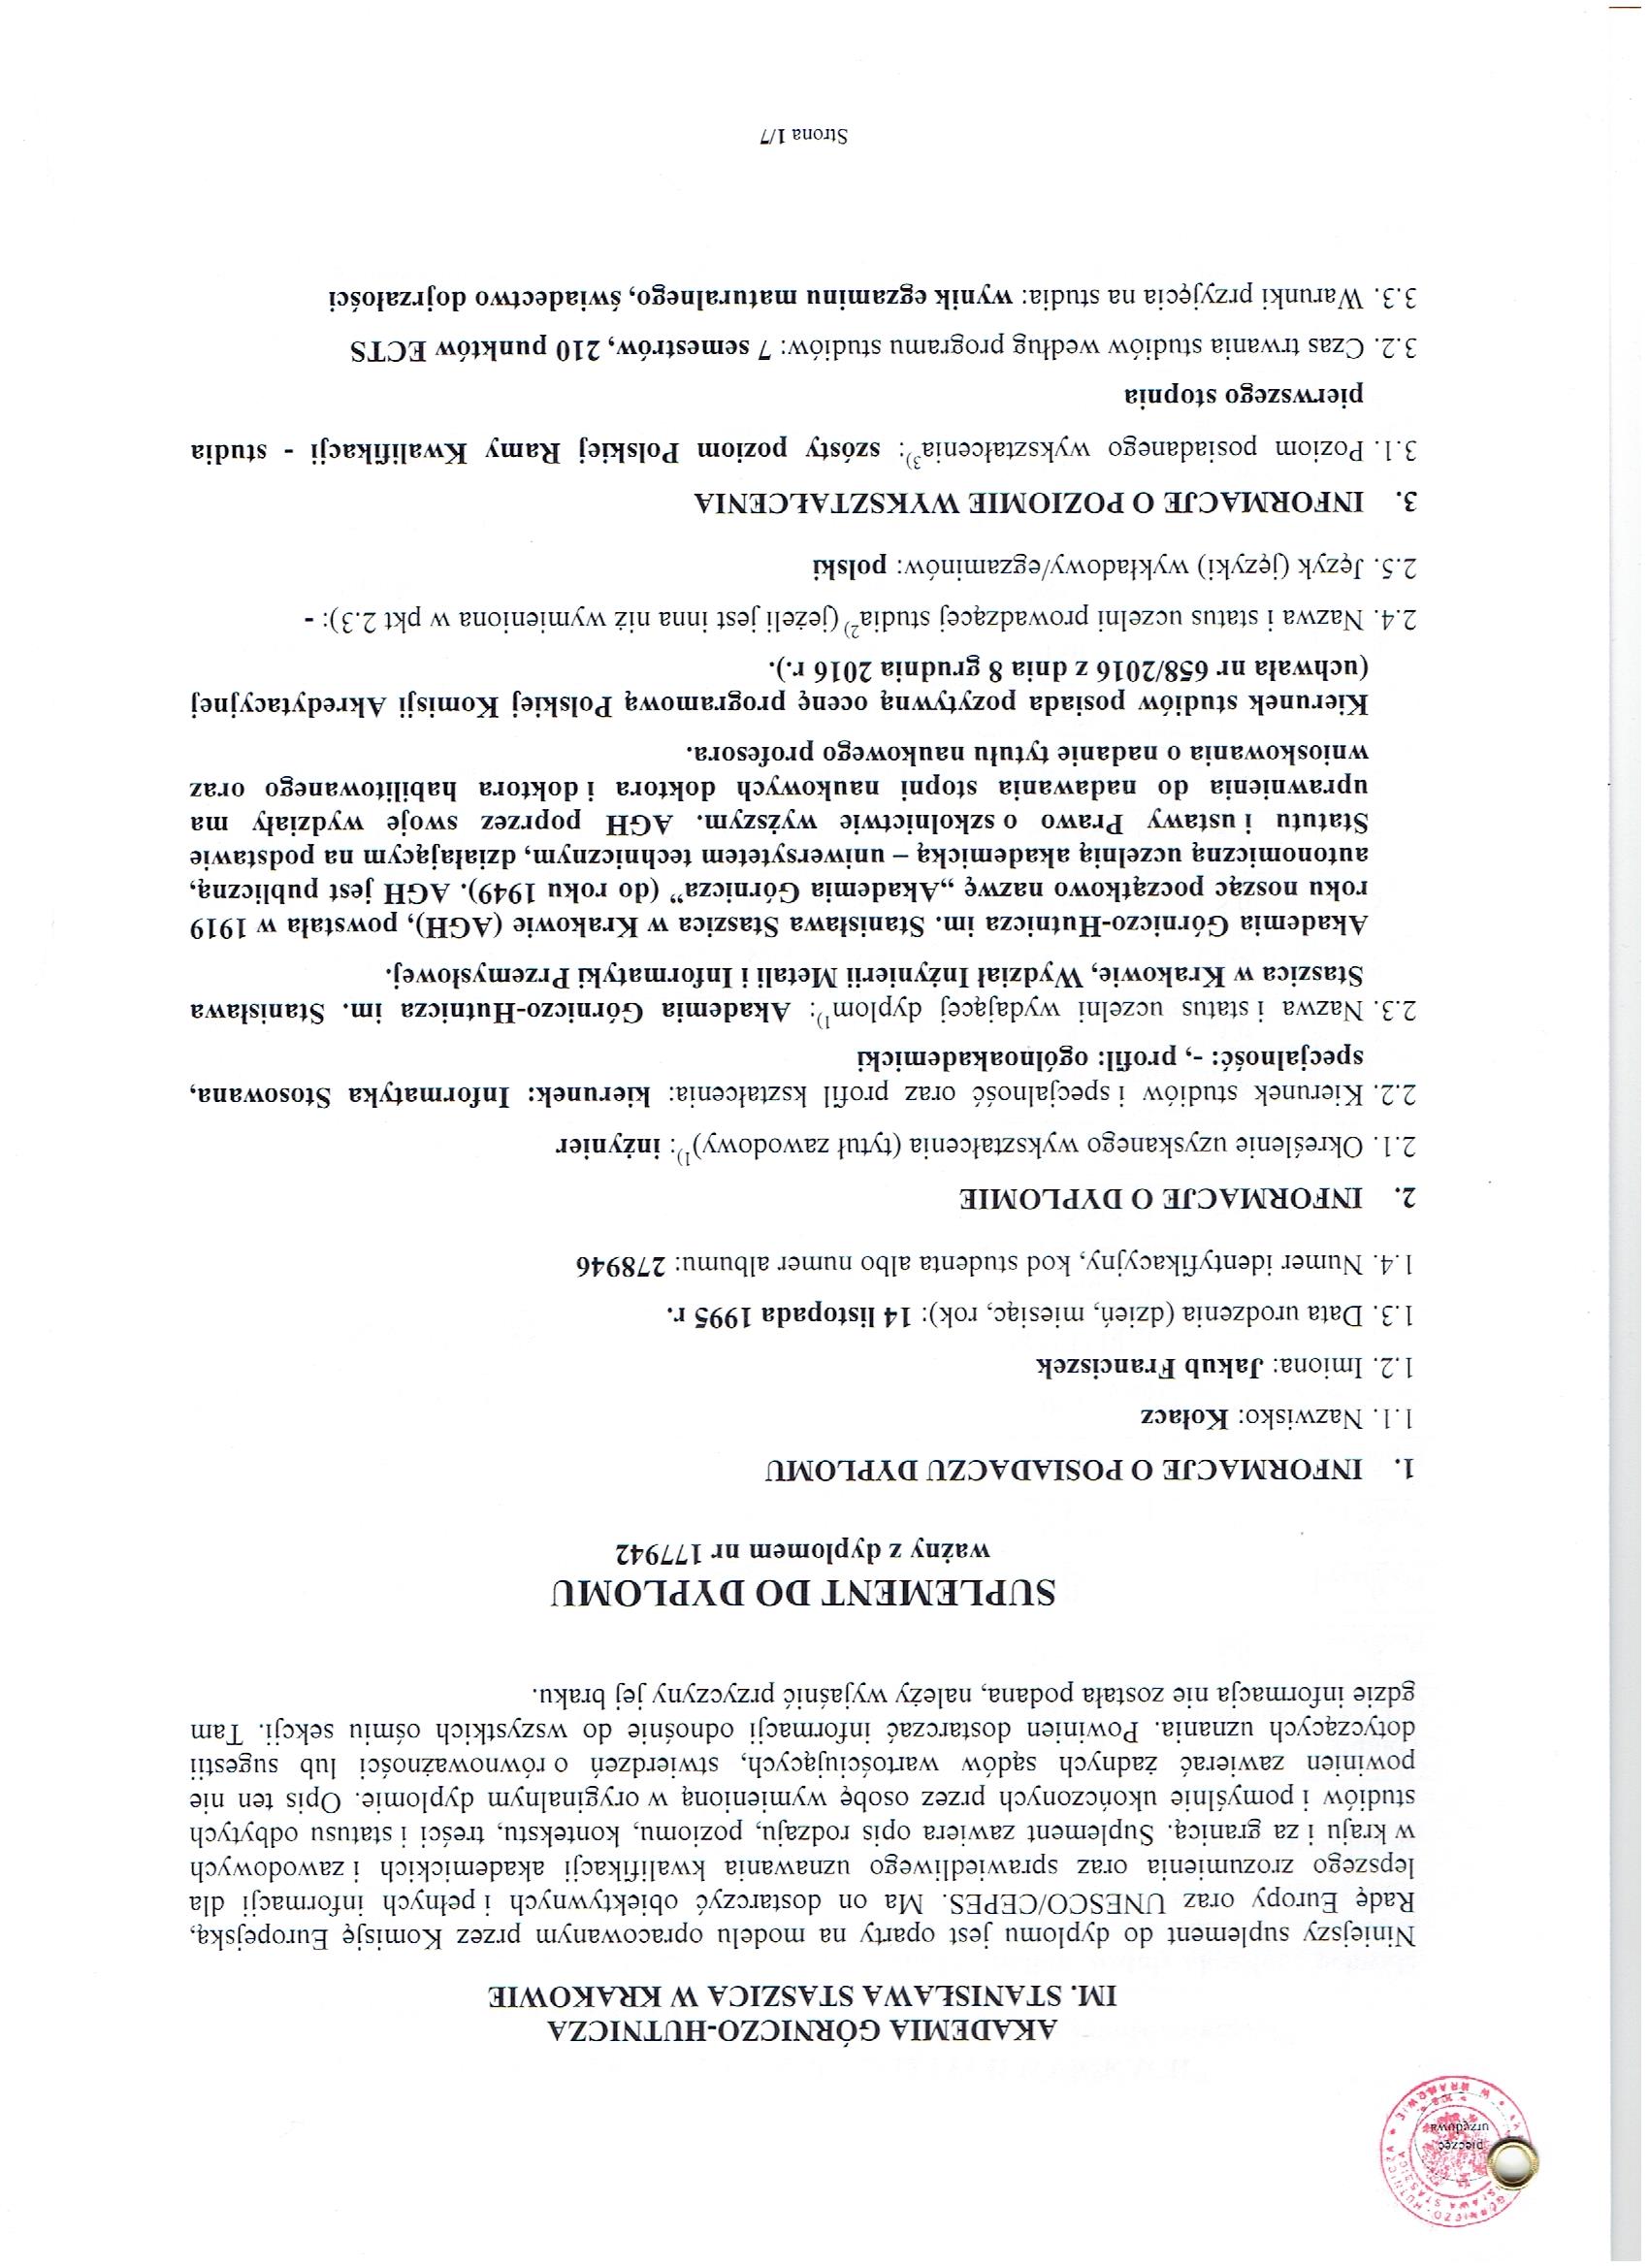 GÓRNICZO-HUTNICZA
W KRAKOWIE
pieczęć
urzędowa
AKADEMIA GÓRNICZO-HUTNICZA
IM. STANISŁAWA STASZICA W KRAKOWIE
Niniejszy suplement do dyplomu jest oparty na modelu opracowanym przez Komisję Europejską,
Radę Europy oraz UNESCO/CEPES. Ma on dostarczyć obiektywnych i pełnych informacji dla
lepszego zrozumienia oraz sprawiedliwego uznawania kwalifikacji akademickich i zawodowych
w kraju i za granicą. Suplement zawiera opis rodzaju, poziomu, kontekstu, treści i statusu odbytych
studiów i pomyślnie ukończonych przez osobę wymienioną w oryginalnym dyplomie. Opis ten nie
powinien zawierać żadnych sądów wartościujących, stwierdzeń o równoważności lub sugestii
dotyczących uznania. Powinien dostarczać informacji odnośnie do wszystkich ośmiu sekcji. Tam
gdzie informacja nie została podana, należy wyjaśnić przyczyny jej braku.
SUPLEMENT DO DYPLOMU
ważny z dyplomem nr 177942
1. INFORMACJE O POSIADACZU DYPLOMU
1.1. Nazwisko: Kołacz
1.2. Imiona: Jakub Franciszek
1.3. Data urodzenia (dzień, miesiąc, rok): 14 listopada 1995 r.
1.4. Numer identyfikacyjny, kod studenta albo numer albumu: 278946
2. INFORMACJE O DYPLOMIE
2.1. Określenie uzyskanego wykształcenia (tytuł zawodowy)1): inżynier
2.2. Kierunek studiów i specjalność oraz profil kształcenia: kierunek: Informatyka Stosowana,
specjalność: -, profil: ogólnoakademicki
2.3. Nazwa i status uczelni wydającej dyplom1): Akademia Górniczo-Hutnicza im. Stanisława
Staszica w Krakowie, Wydział Inżynierii Metali i Informatyki Przemysłowej.
Akademia Górniczo-Hutnicza im. Stanisława Staszica w Krakowie (AGH), powstała w 1919
roku nosząc początkowo nazwę „Akademia Górnicza” (do roku 1949). AGH jest publiczną,
autonomiczną uczelnią akademicką – uniwersytetem technicznym, działającym na podstawie
Statutu i ustawy Prawo o szkolnictwie wyższym. AGH poprzez swoje wydziały ma
uprawnienia do nadawania stopni naukowych doktora i doktora habilitowanego oraz
wnioskowania o nadanie tytułu naukowego profesora.
Kierunek studiów posiada pozytywną ocenę programową Polskiej Komisji Akredytacyjnej
(uchwała nr 658/2016 z dnia 8 grudnia 2016 r.).
2.4. Nazwa i status uczelni prowadzącej studia2) (jeżeli jest inna niż wymieniona w pkt 2.3): -
2.5. Język (języki) wykładowy/egzaminów: polski
3. INFORMACJE O POZIOMIE WYKSZTAŁCENIA
3.1. Poziom posiadanego wykształcenia3): szósty poziom Polskiej Ramy Kwalifikacji - studia
pierwszego stopnia
3.2. Czas trwania studiów według programu studiów: 7 semestrów, 210 punktów ECTS
3.3. Warunki przyjęcia na studia: wynik egzaminu maturalnego, świadectwo dojrzałości
Strona 1/7